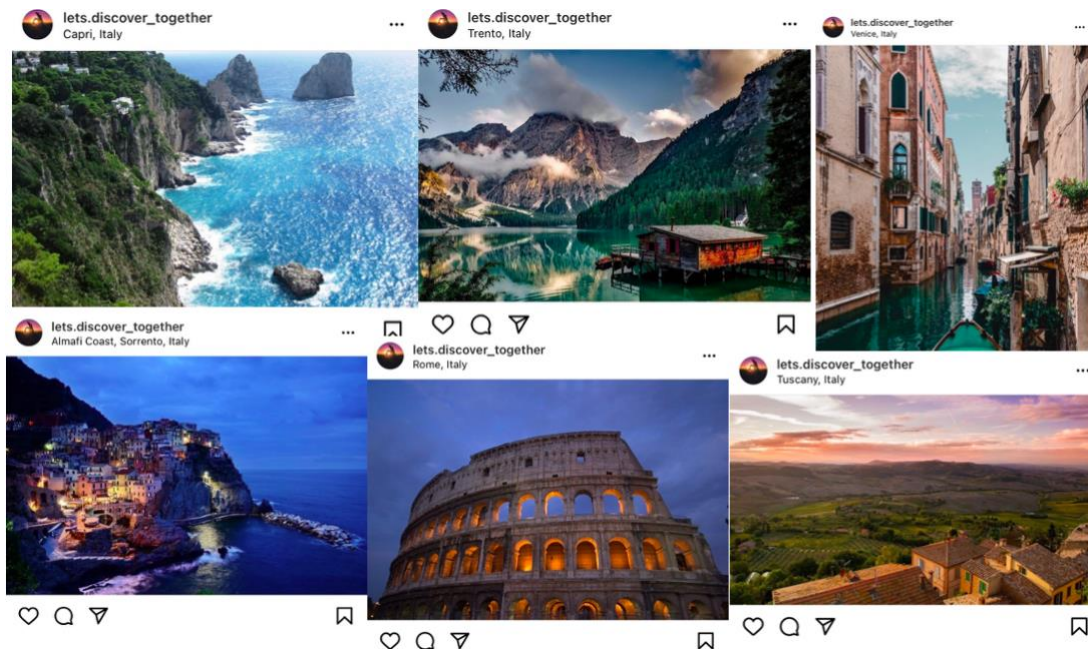 lets.discover_together
Capri, Italy
lets.discover_together
Trento, Italy
lets.discover_together
Venice, Italy
lets.discover_together
Almafi Coast, Sorrento, Italy
lets.discover_together
Rome, Italy
lets.discover_together
Tuscany, Italy